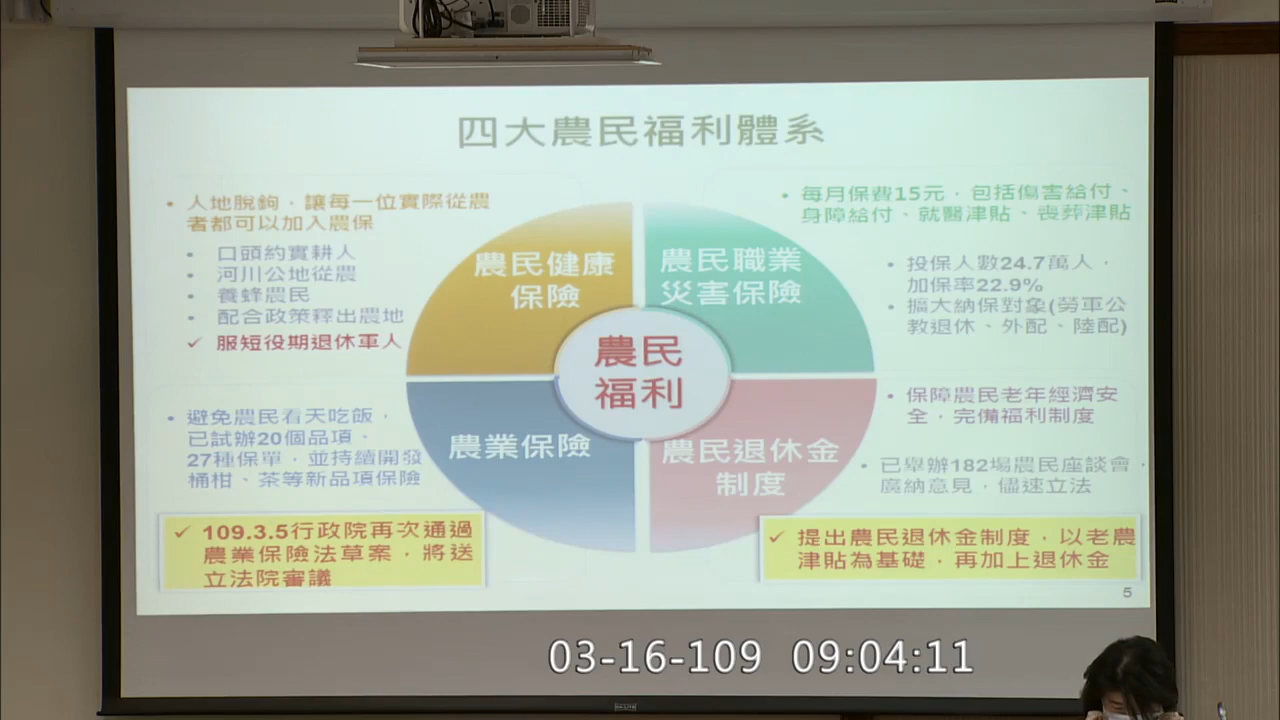 四大農民福利體系
• 人地脫鉤，讓每一位實際從農
者都可以加入農保
• 口頭約實耕人
• 河川公地從農
• 養蜂農民
• 配合政策釋出農地
✓ 服短役期退休軍人
農民健康
保險
農民職業
災害保險
• 每月保費15元，包括傷害給付、
身障給付、就醫津貼、喪葬津貼
• 投保人數24.7萬人，
加保率22.9%
• 擴大納保對象(勞軍公
教退休、外配、陸配)
農民
福利
• 避免農民看天吃飯，
已試辦20個品項、
27種保單，並持續開發
桶柑、茶等新品項保險
農業保險
農民退休金
制度
• 保障農民老年經濟安
全，完備福利制度
• 已舉辦182場農民座談會，
廣納意見，儘速立法
✓ 109.3.5行政院再次通過
農業保險法草案，將送
立法院審議
✓ 提出農民退休金制度，以老農
津貼為基礎，再加上退休金
5
03-16-109 09:04:11